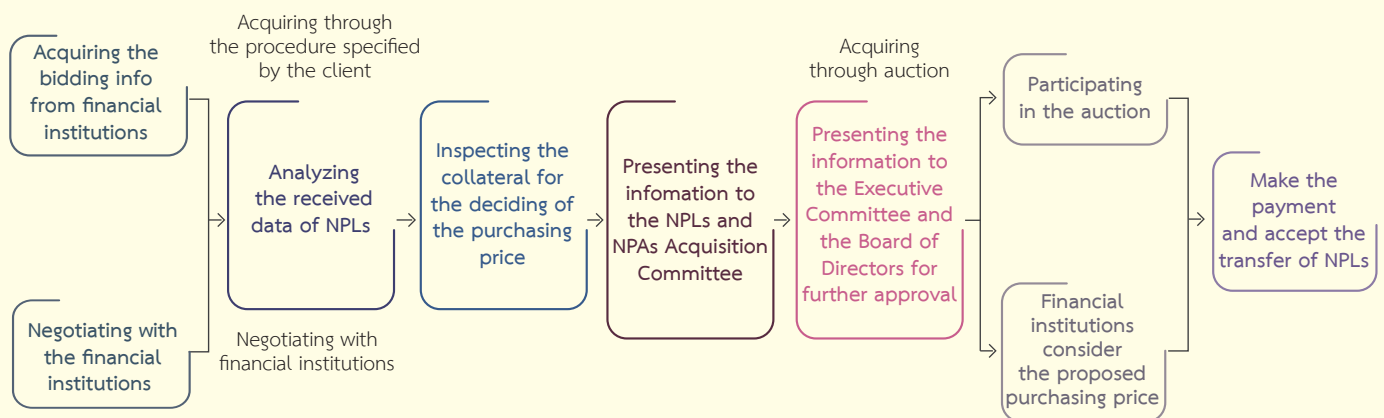 Acquiring the
bidding info
from financial
institutions
Negotiating with
the financial
institutions
Acquiring through
the procedure specified
by the client
Analyzing
the received
data of NPLs
Negotiating with
financial institutions
Inspecting the
collateral for
the deciding of
the purchasing
price
Presenting the
infomation to
the NPLs and
NPAs Acquisition
Committee
Acquiring
through auction
Presenting the
information to
the Executive
Committee and
the Board of
Directors for
further approval
Participating
in the auction
Financial
institutions
consider
the proposed
purchasing price
Make the
payment
and accept the
transfer of NPLs